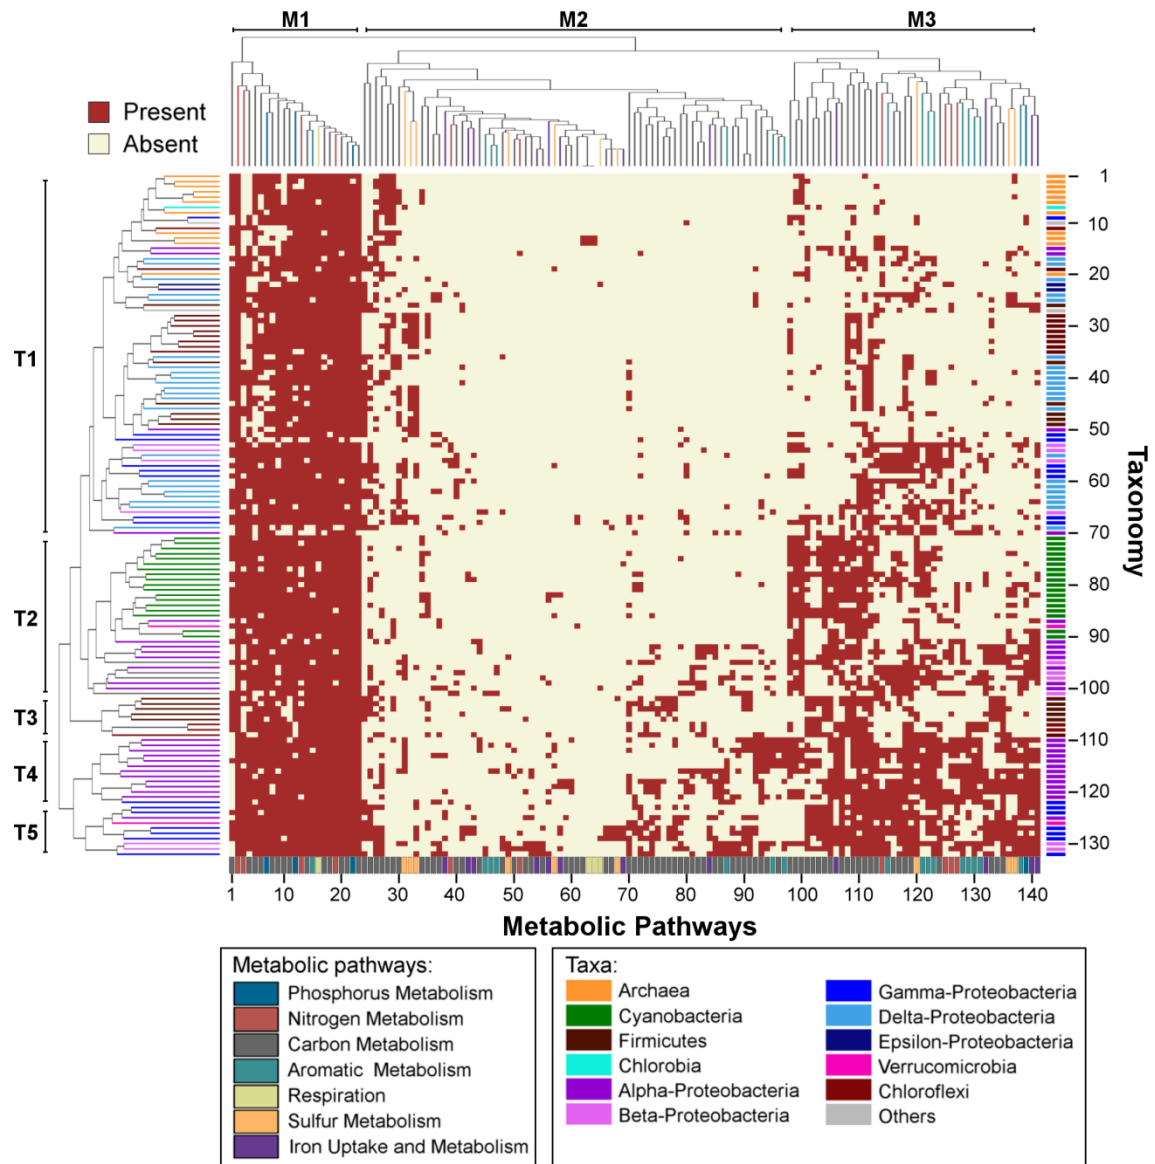 M1 M2 M3
Present
Absent
T1
T2
T3
T4
T5
1
10
20
30
40
50
60
70
80
90
100
110
120
130
Taxonomy
1 10 20 30 40 50 60 70 80 90 100 110 120 130 140
Metabolic Pathways
Metabolic pathways:
Phosphorus Metabolism
Nitrogen Metabolism
Carbon Metabolism
Aromatic Metabolism
Respiration
Sulfur Metabolism
Iron Uptake and Metabolism
Taxa:
Archaea
Cyanobacteria
Firmicutes
Chlorobia
Alpha-Proteobacteria
Beta-Proteobacteria
Gamma-Proteobacteria
Delta-Proteobacteria
Epsilon-Proteobacteria
Verrucomicrobia
Chloroflexi
Others